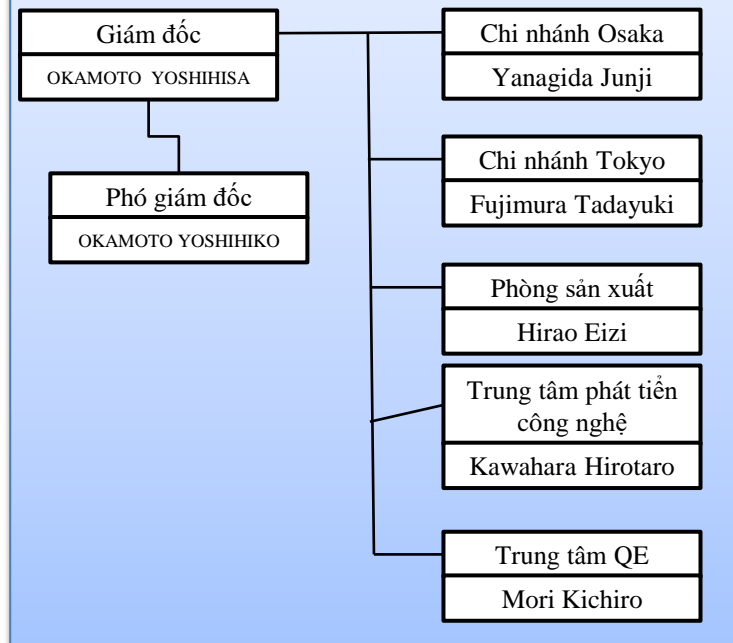 Giám đốc
OKAMOTO YOSHIHISA
Phó giám đốc
OKAMOTO YOSHIHIKO
Chi nhánh Osaka
Yanagida Junji
Chi nhánh Tokyo
Fujimura Tadayuki
Phòng sản xuất
Hirao Eizi
Trung tâm phát tiển
công nghệ
Kawahara Hirotaro
Trung tâm QE
Mori Kichiro